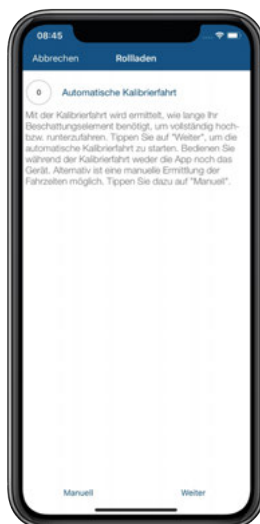 08:45
Abbrechen Rollladen
0 Automatische Kalibrierfahrt
Mit der Kalibrierfahrt wird ermittelt, wie lange Ihr
Beschattungselement benötigt, um vollständig hoch-
bzw. runterzufahren. Tippen Sie auf "Weiter", um die
automatische Kalibrierfahrt zu starten. Bedienen Sie
während der Kalibrierfahrt weder die App noch das
Gerät. Alternativ ist eine manuelle Ermittlung der
Fahrzeiten möglich. Tippen Sie dazu auf "Manuell".
Manuell Weiter